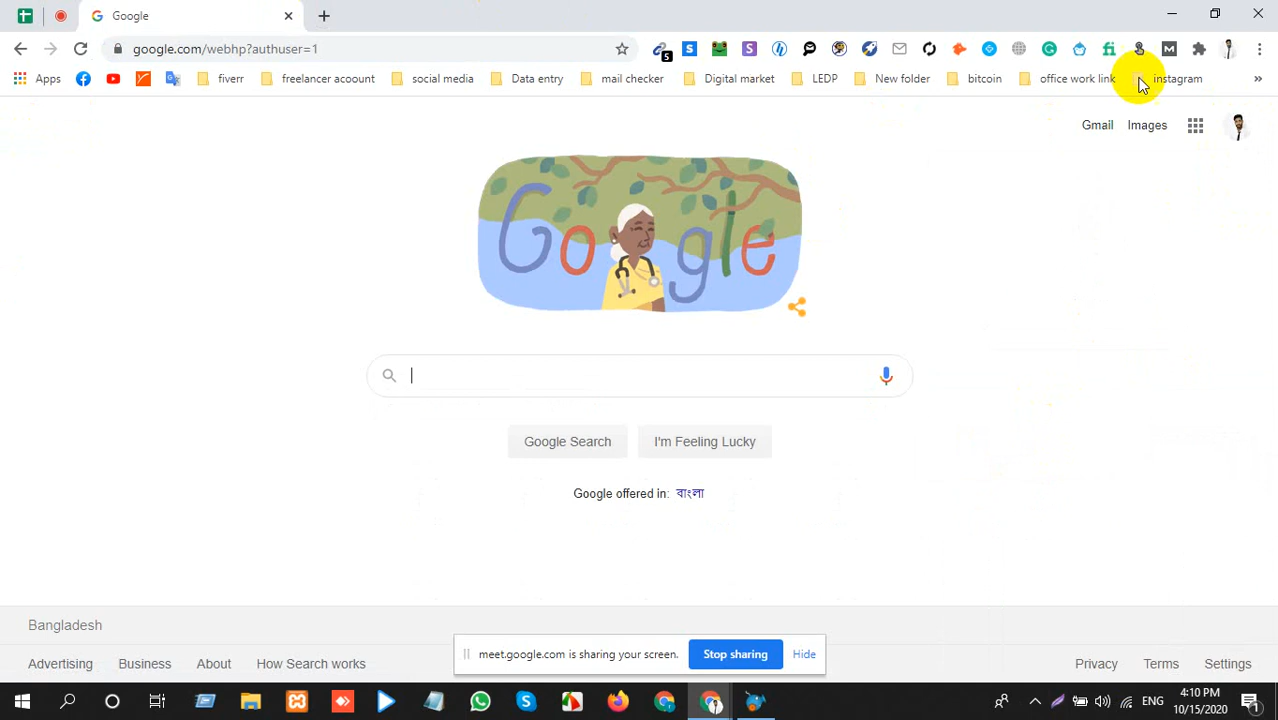 Google
google.com/webhp?authuser=1
5
Apps fiverr freelancer acoount social media Data entry mail checker Digital market LEDP New folder bitcoin office work link instagram
Gmail Images
Google
Google Search I'm Feeling Lucky
Google offered in: বাংলা
Bangladesh
meet.google.com is sharing your screen. Stop sharing Hide
Advertising Business About How Search works Privacy Terms Settings
ENG
4:10 PM
10/15/2020
1